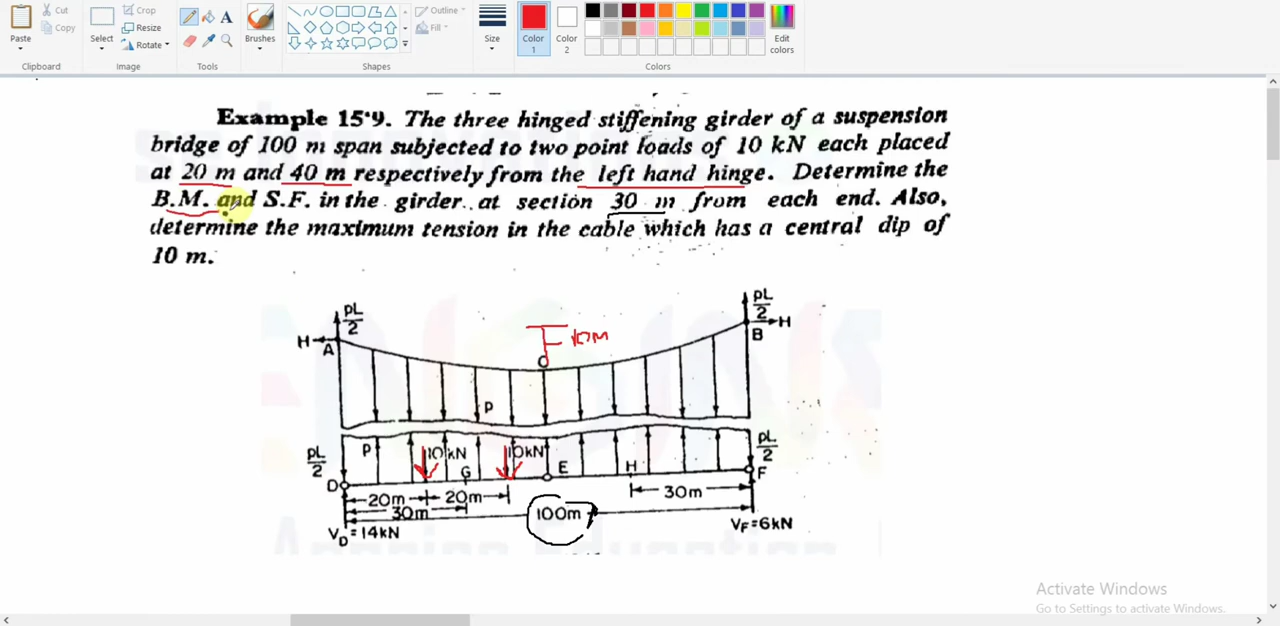 Cut
Crop
Outline
Paste
Copy
Select
Resize
Rotate
A
Brushes
Fill
Size
Color
1
Color
2
Edit
colors
Clipboard
Image
Tools
Shapes
Colors
Example 15·9. The three hinged stiffening girder of a suspension
bridge of 100 m span subjected to two point loads of 10 kN each placed
at 20 m and 40 m respectively from the left hand hinge. Determine the
B.M. and S.F. in the girder at section 30 m from each end. Also,
determine the maximum tension in the cable which has a central dip of
10 m.
pL
2
H
A
10M
C
pL
2
H
B
P
pL
2
P
10 kN
10kN
G
E
H
pL
2
D
F
20m
20m
30m
30m
100m
VD = 14kN
VF = 6kN
Activate Windows
Go to Settings to activate Windows.